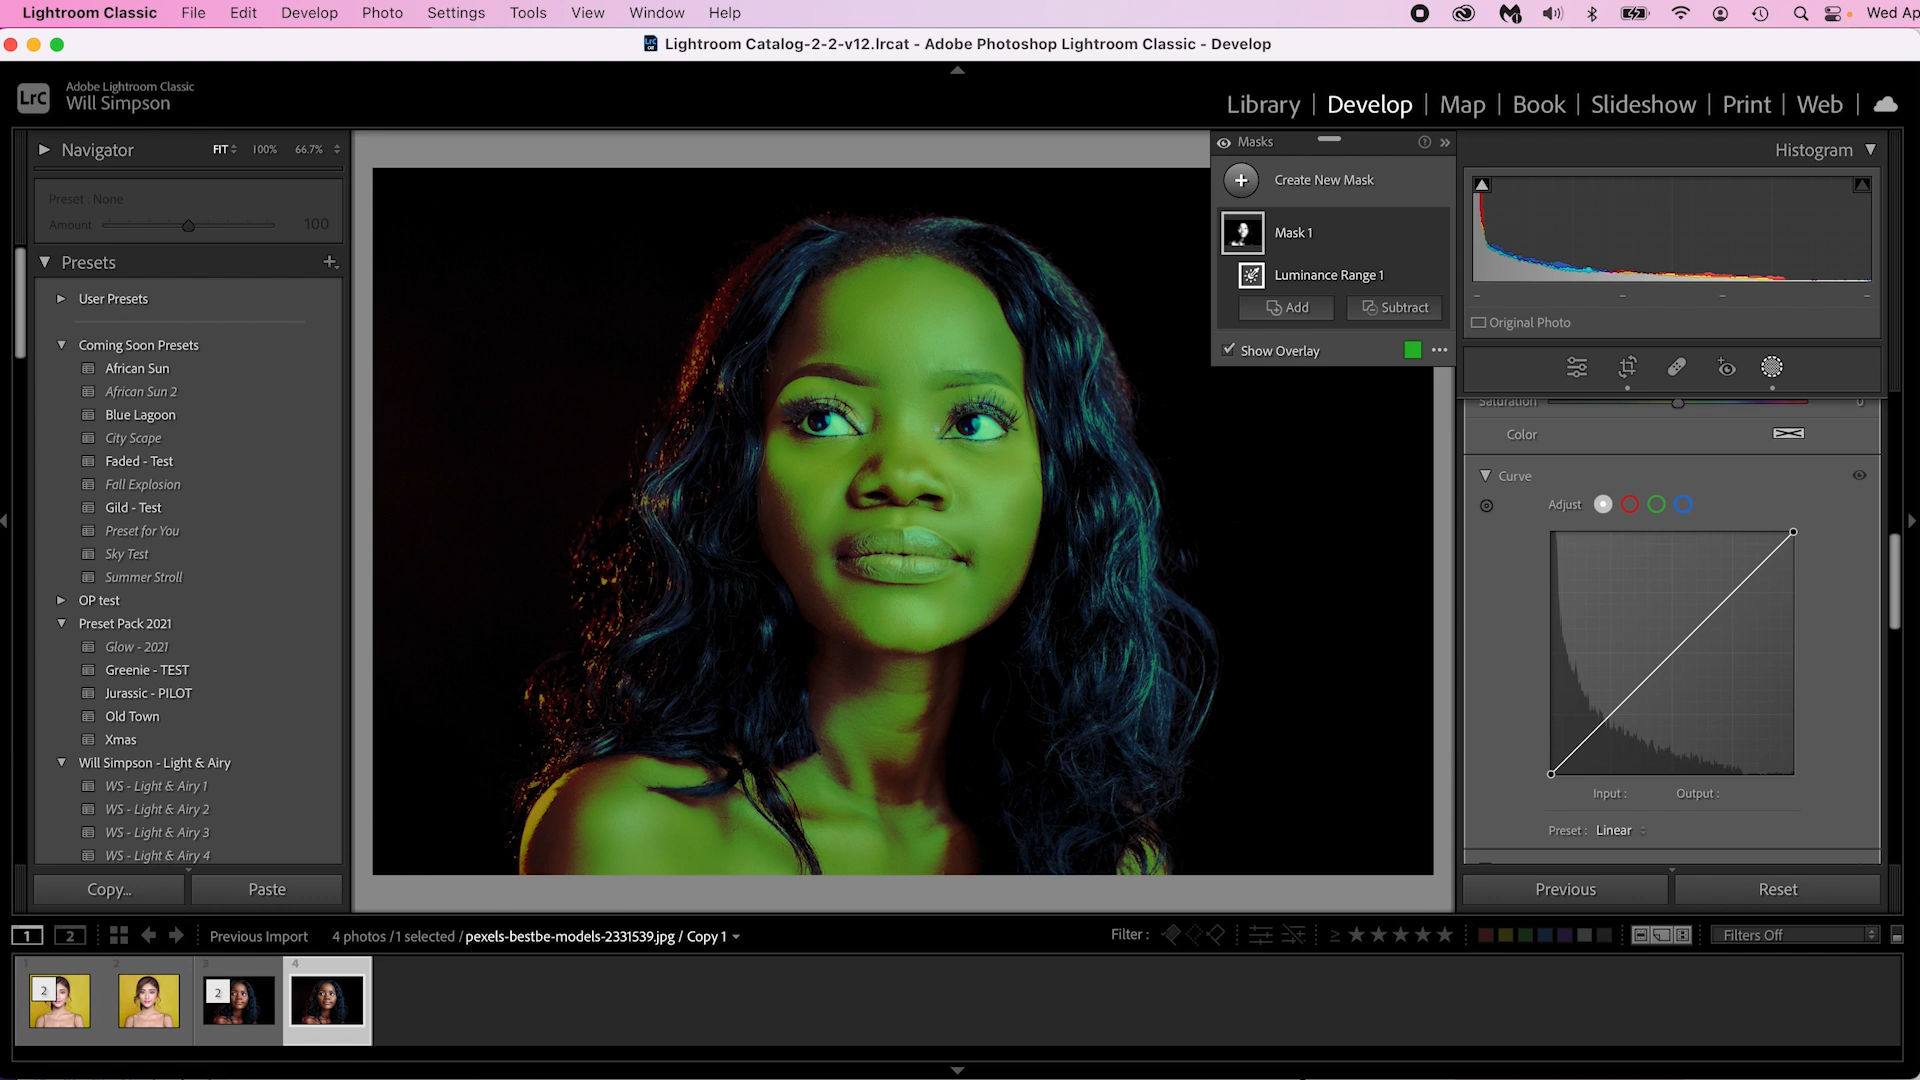 Lightroom Classic File Edit Develop Photo Settings Tools View Window Help Wed Ap
Lightroom Catalog-2-2-v12.lrcat - Adobe Photoshop Lightroom Classic - Develop
LrC Adobe Lightroom Classic
Will Simpson
Library | Develop | Map | Book | Slideshow | Print | Web |
Navigator FIT 100% 66.7%
Preset : None
Amount 100
Presets
User Presets
Coming Soon Presets
African Sun
African Sun 2
Blue Lagoon
City Scape
Faded - Test
Fall Explosion
Gild - Test
Preset for You
Sky Test
Summer Stroll
OP test
Preset Pack 2021
Glow - 2021
Greenie - TEST
Jurassic - PILOT
Old Town
Xmas
Will Simpson - Light & Airy
WS - Light & Airy 1
WS - Light & Airy 2
WS - Light & Airy 3
WS - Light & Airy 4
Copy... Paste
Masks
Create New Mask
Mask 1
Luminance Range 1
Add Subtract
Show Overlay
Histogram
Original Photo
Saturation 0
Color
Curve
Adjust
Input : Output :
Preset : Linear
Previous Reset
1 2 Previous Import 4 photos / 1 selected / pexels-bestbe-models-2331539.jpg / Copy 1 Filter : Filters Off
1 2 3 4
2 2